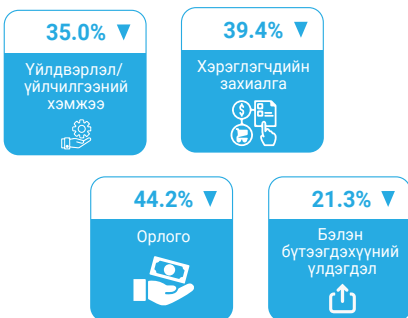 35.0% ▼
Үйлдвэрлэл/
үйлчилгээний
хэмжээ
39.4% ▼
Хэрэглэгчдийн
захиалга
44.2% ▼
Орлого
21.3% ▼
Бэлэн
бүтээгдэхүүний
үлдэгдэл